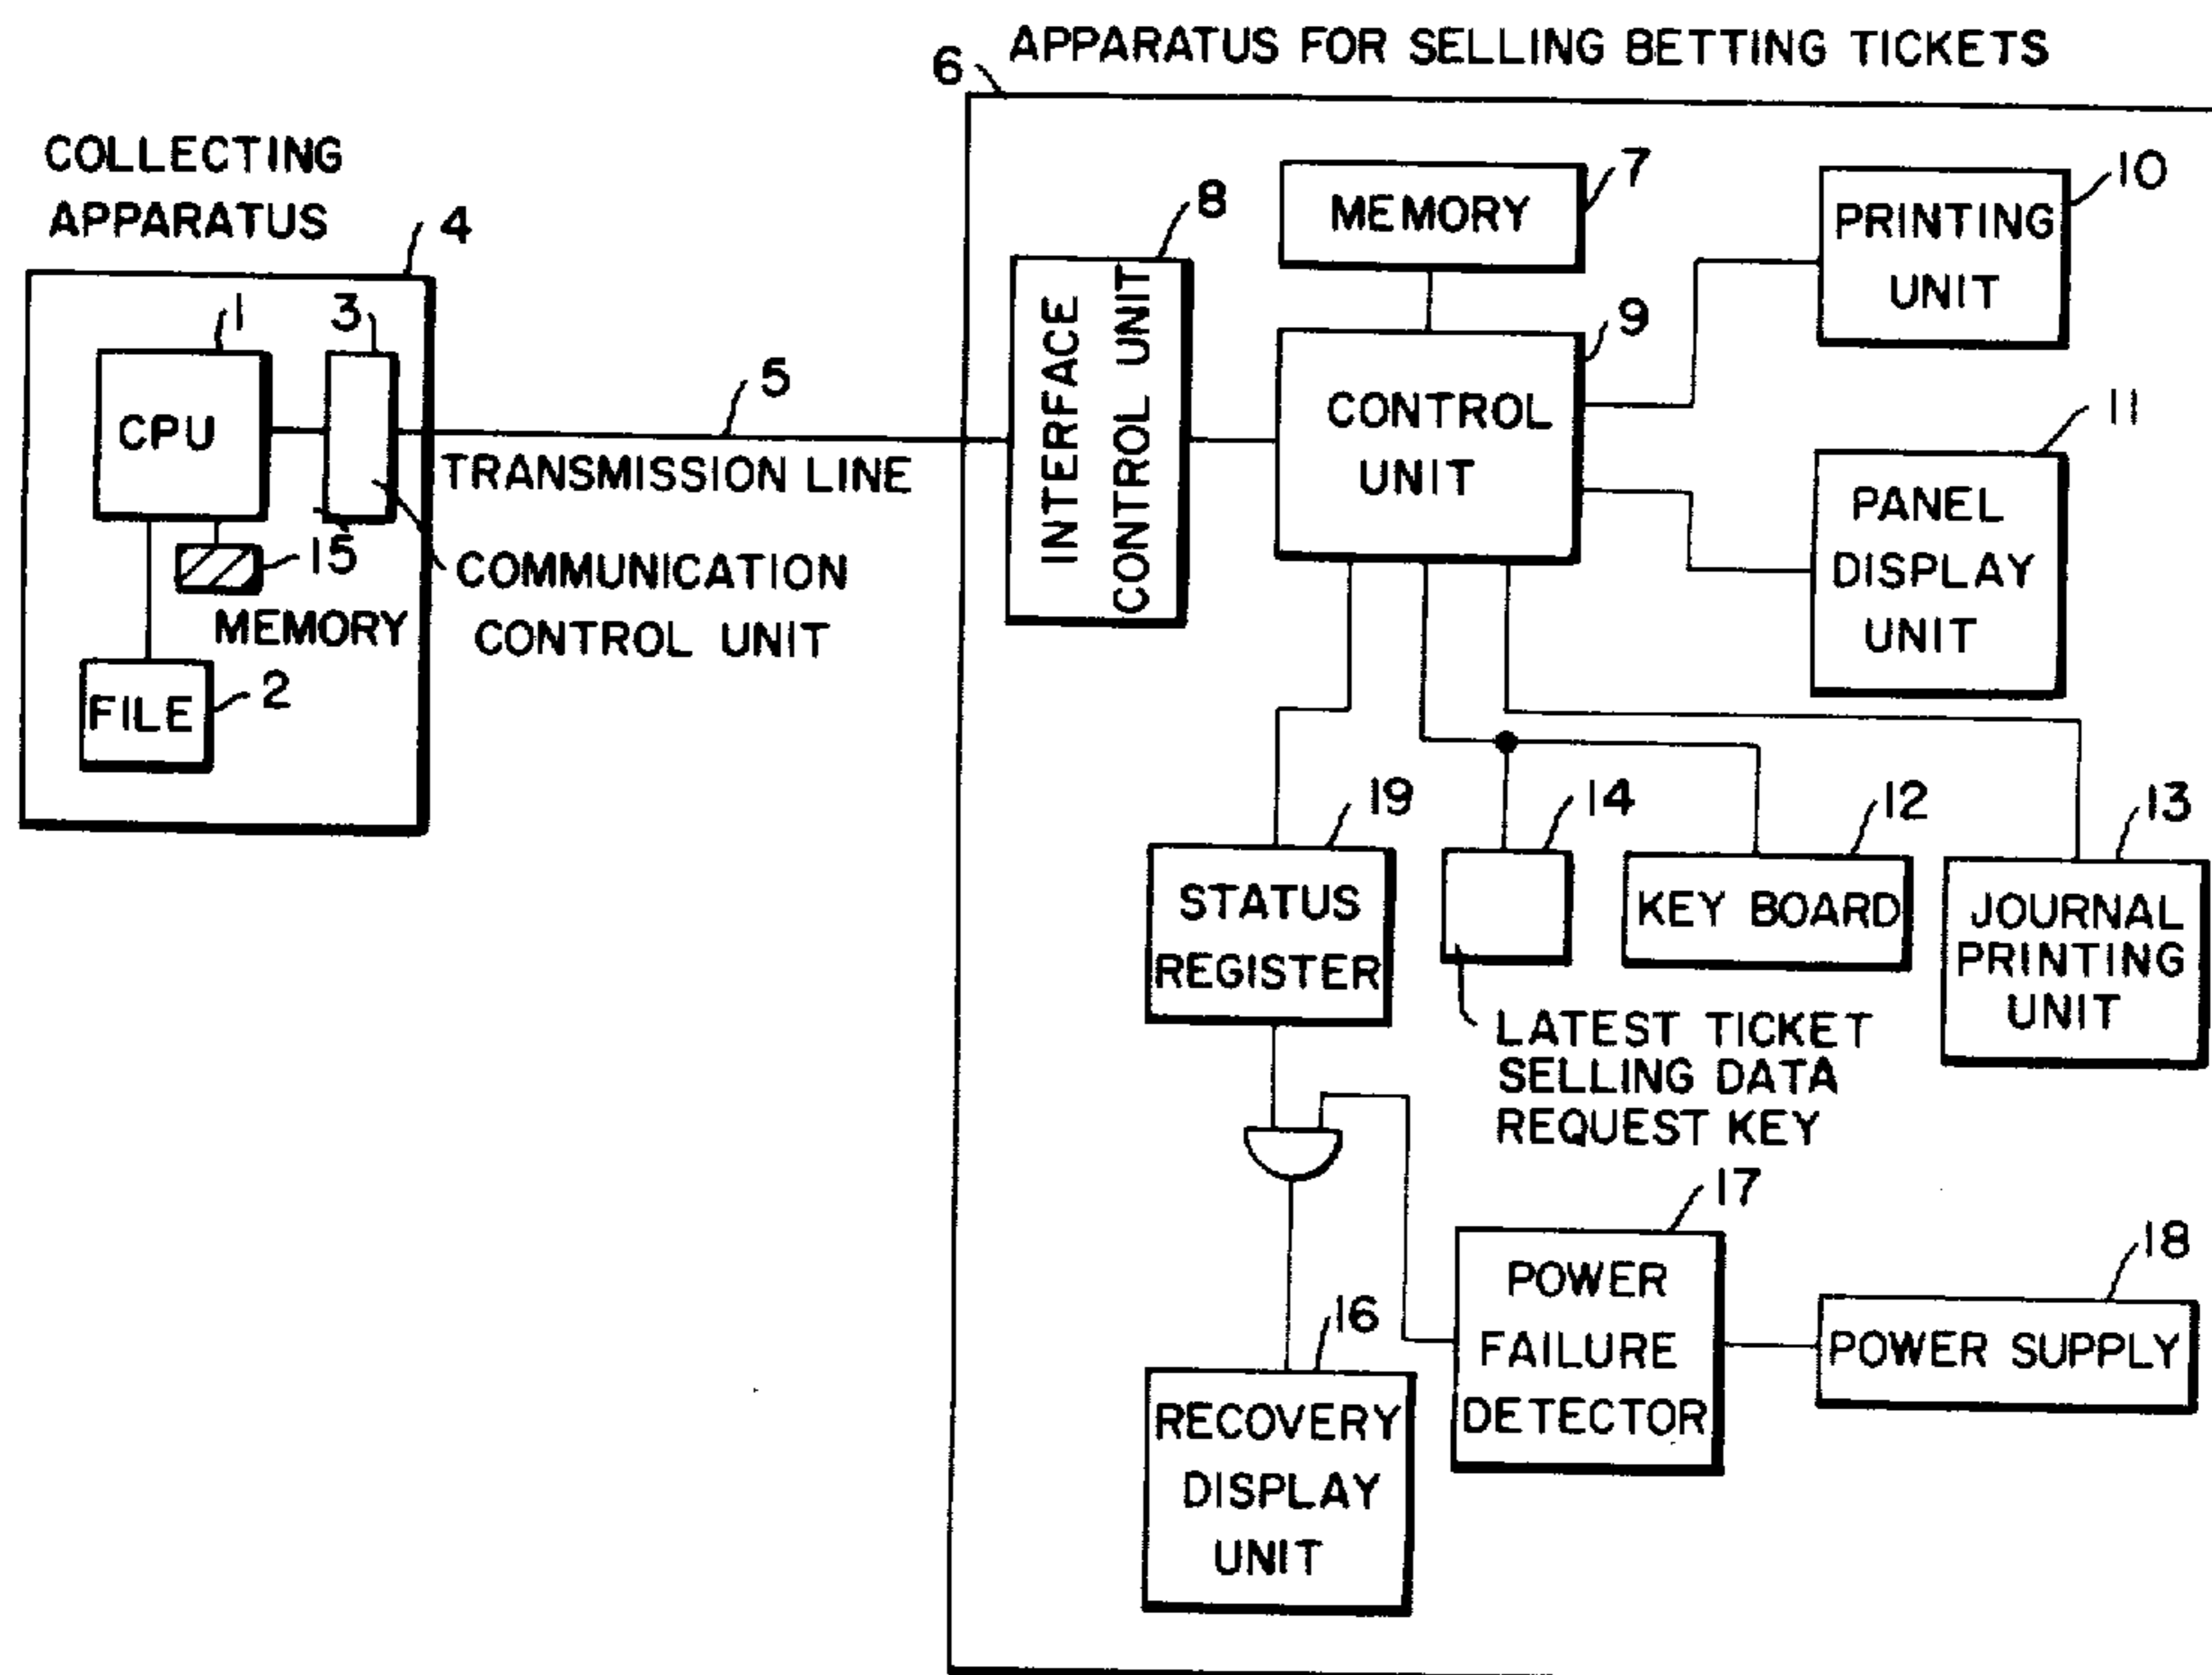 APPARATUS FOR SELLING BETTING TICKETS
6
COLLECTING
APPARATUS
4
1
3
CPU
15
MEMORY
FILE
2
5
TRANSMISSION LINE
COMMUNICATION
CONTROL UNIT
8
INTERFACE
CONTROL UNIT
7
MEMORY
9
CONTROL
UNIT
10
PRINTING
UNIT
11
PANEL
DISPLAY
UNIT
19
STATUS
REGISTER
14
LATEST TICKET
SELLING DATA
REQUEST KEY
12
KEY BOARD
13
JOURNAL
PRINTING
UNIT
17
POWER
FAILURE
DETECTOR
18
POWER SUPPLY
16
RECOVERY
DISPLAY
UNIT